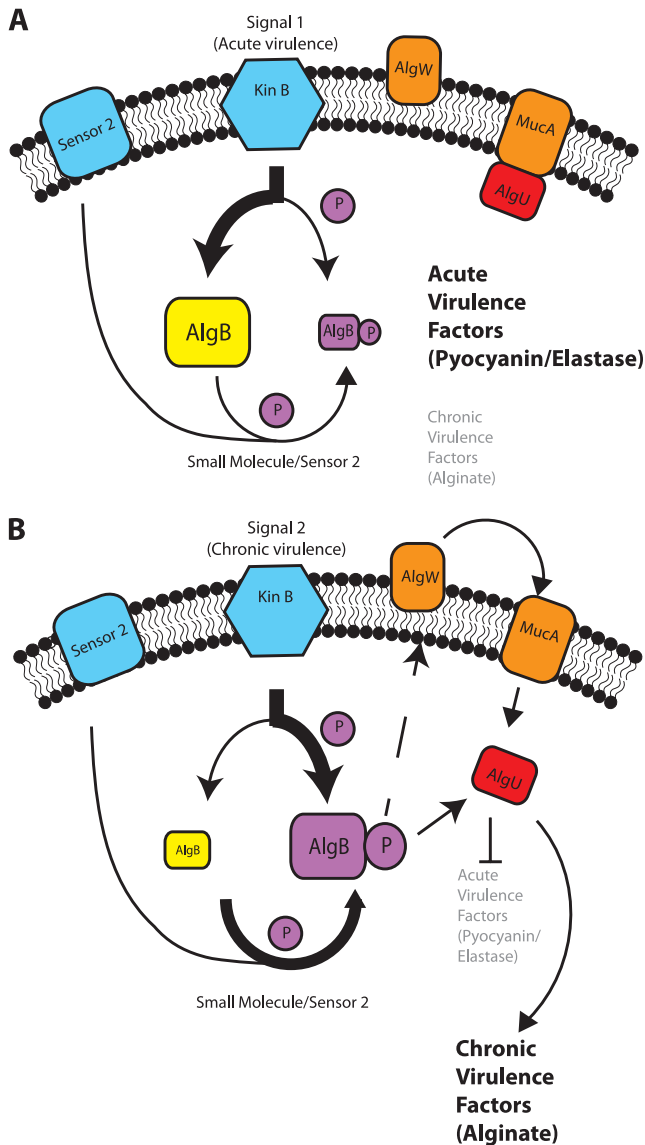 A
Signal 1
(Acute virulence)
AlgW
Kin B
Sensor 2
MucA
AlgU
P
AlgB
AlgB
P
P
Small Molecule/Sensor 2
Acute
Virulence
Factors
(Pyocyanin/Elastase)
Chronic
Virulence
Factors
(Alginate)
B
Signal 2
(Chronic virulence)
AlgW
Kin B
Sensor 2
MucA
P
AlgU
AlgB
AlgB
P
P
Small Molecule/Sensor 2
Acute
Virulence
Factors
(Pyocyanin/
Elastase)
Chronic
Virulence
Factors
(Alginate)